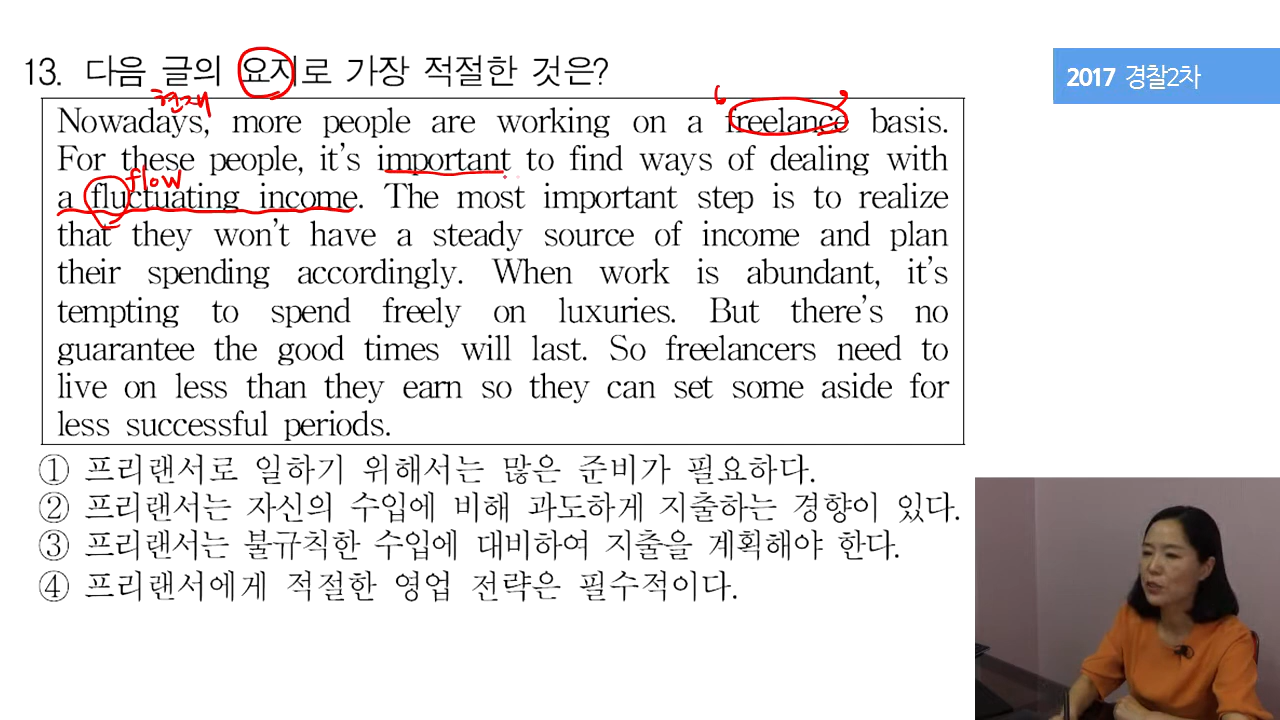 13. 다음 글의 요지로 가장 적절한 것은?
2017 경찰2차
현재
Nowadays, more people are working on a freelance basis.
For these people, it's important to find ways of dealing with
flow
a fluctuating income. The most important step is to realize
that they won't have a steady source of income and plan
their spending accordingly. When work is abundant, it's
tempting to spend freely on luxuries. But there's no
guarantee the good times will last. So freelancers need to
live on less than they earn so they can set some aside for
less successful periods.
① 프리랜서로 일하기 위해서는 많은 준비가 필요하다.
② 프리랜서는 자신의 수입에 비해 과도하게 지출하는 경향이 있다.
③ 프리랜서는 불규칙한 수입에 대비하여 지출을 계획해야 한다.
④ 프리랜서에게 적절한 영업 전략은 필수적이다.